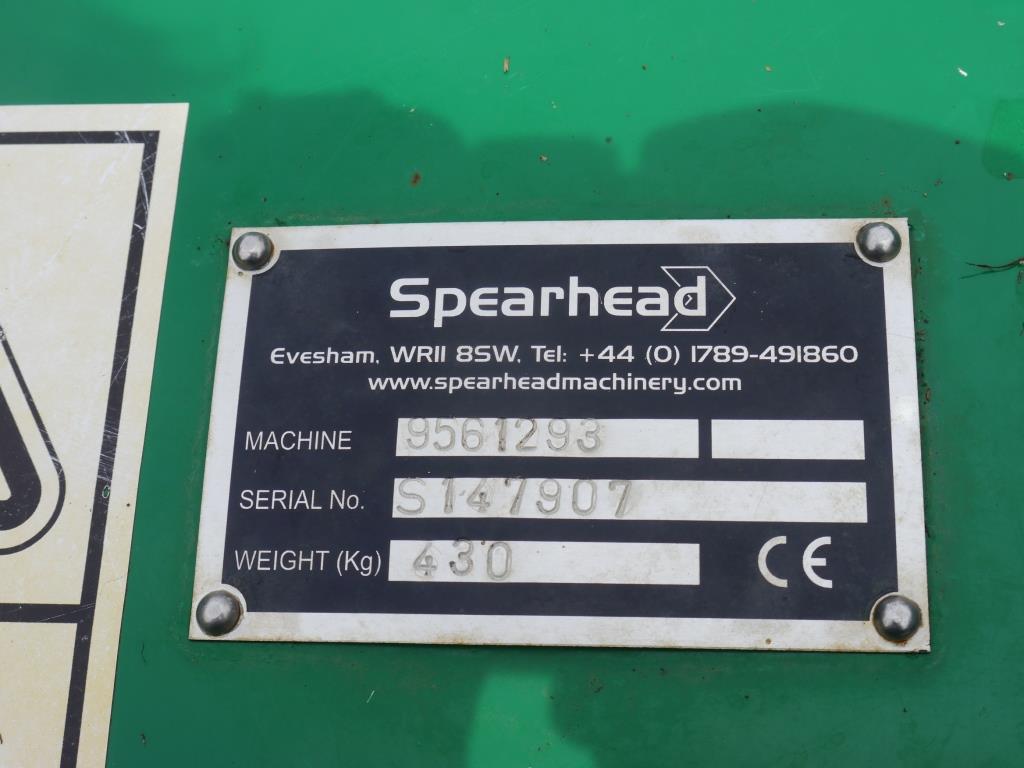 Spearhead
Evesham, WR11 8SW, Tel: +44 (0) 1789-491860
www.spearheadmachinery.com
MACHINE 9561293
SERIAL No. S147907
WEIGHT (Kg) 430 CE